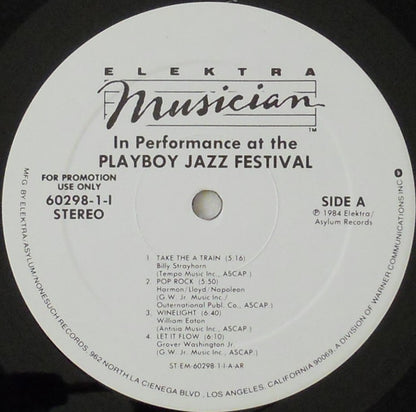 ELEKTRA
Musician
TM
In Performance at the
PLAYBOY JAZZ FESTIVAL
FOR PROMOTION
USE ONLY
60298-1-I
STEREO
SIDE A
℗ 1984 Elektra/
Asylum Records
1 TAKE THE A TRAIN (5:16)
Billy Strayhorn
(Tempo Music Inc., ASCAP.)
2 POP ROCK (5:50)
Harmon/Lloyd/Napoleon
(G.W. Jr. Music Inc./
Outernational Publ. Co., ASCAP.)
3 WINELIGHT (6:40)
William Eaton
(Antisia Music Inc., ASCAP.)
4 LET IT FLOW (6:10)
Grover Washington Jr.
(G.W. Jr. Music Inc., ASCAP.)
ST-EM-60298-1-I-A-AR
MFG. BY ELEKTRA/ASYLUM/NONESUCH RECORDS, 962 NORTH LA CIENEGA BLVD., LOS ANGELES, CALIFORNIA 90069, A DIVISION OF WARNER COMMUNICATIONS INC.